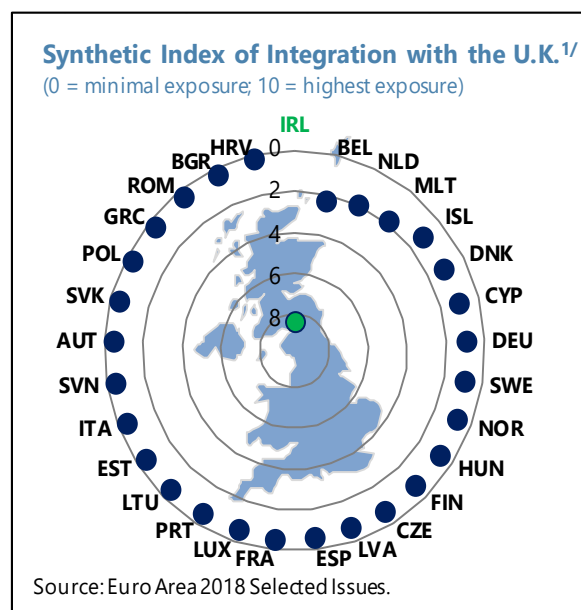 Synthetic Index of Integration with the U.K.1/
(0 = minimal exposure; 10 = highest exposure)
IRL
BEL
NLD
MLT
ISL
DNK
CYP
DEU
SWE
NOR
HUN
FIN
CZE
LVA
ESP
FRA
LUX
PRT
LTU
EST
ITA
SVN
AUT
SVK
POL
GRC
ROM
BGR
HRV
0
2
4
6
8
Source: Euro Area 2018 Selected Issues.